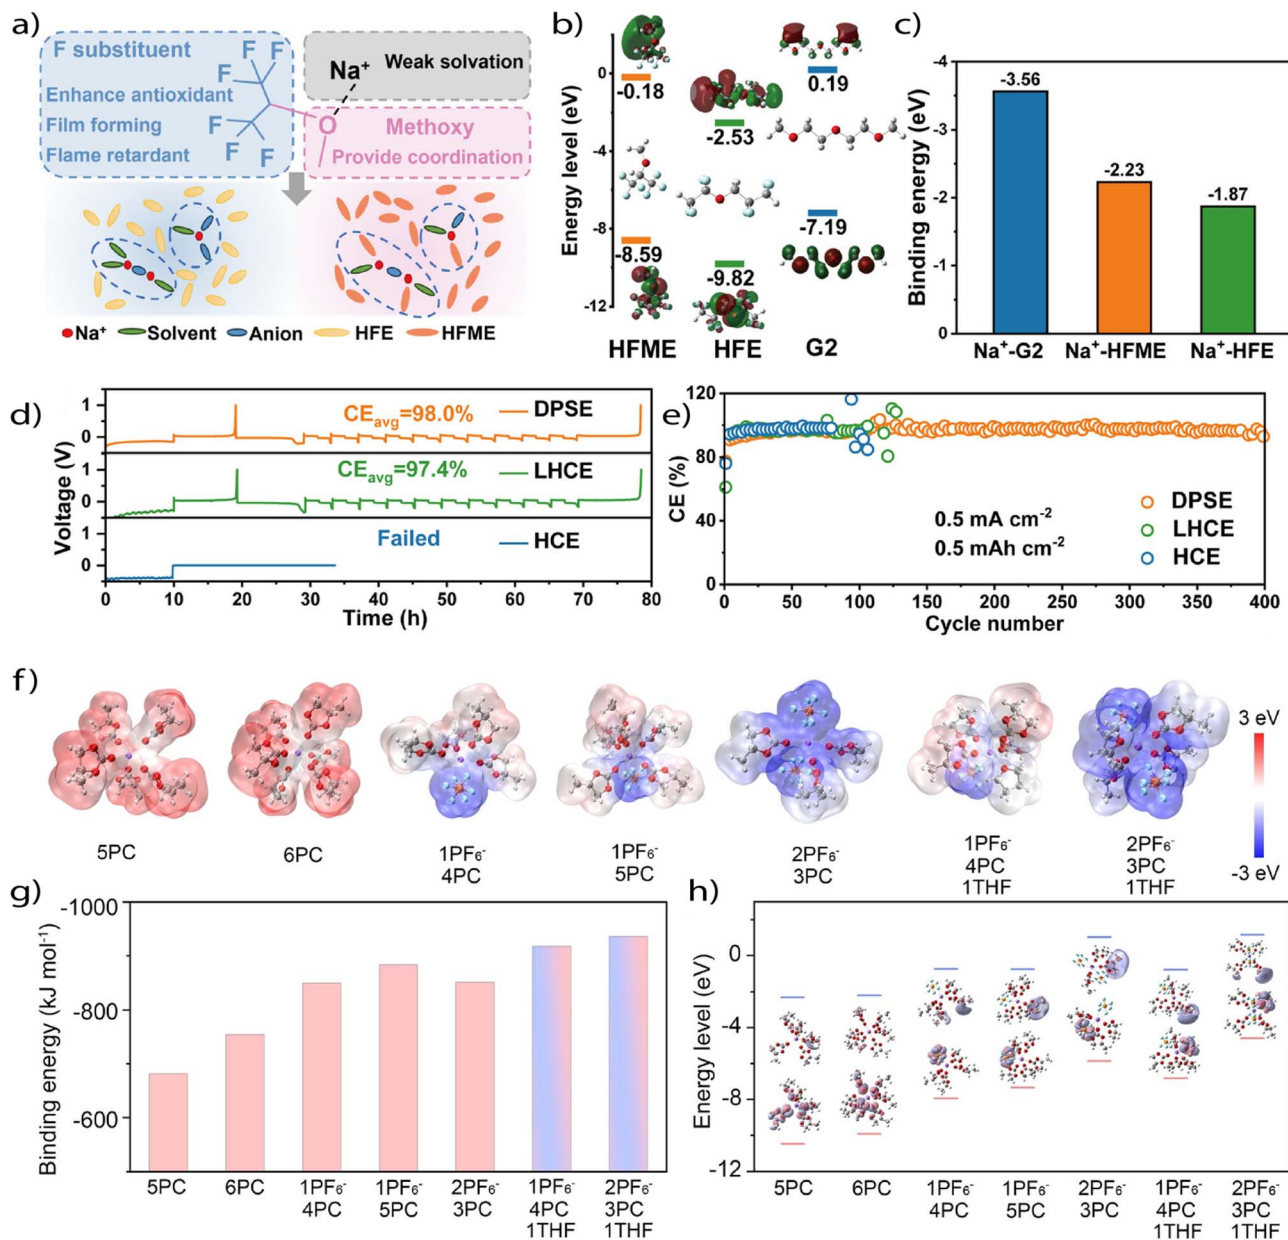 a)
F substituent
F
F
F
F
F
F
Enhance antioxidant
Film forming
Flame retardant
Na⁺
Weak solvation
O
Methoxy
Provide coordination
Na⁺
Solvent
Anion
HFE
HFME
b)
Energy level (eV)
0
-4
-8
-12
-0.18
-2.53
0.19
-8.59
-9.82
-7.19
HFME
HFE
G2
c)
Binding energy (eV)
-4
-3
-2
-1
0
-3.56
-2.23
-1.87
Na⁺-G2
Na⁺-HFME
Na⁺-HFE
d)
Voltage (V)
1
0
CEavg=98.0%
DPSE
1
0
CEavg=97.4%
LHCE
1
0
Failed
HCE
0 10 20 30 40 50 60 70 80
Time (h)
e)
CE (%)
120
80
40
0
0.5 mA cm⁻²
0.5 mAh cm⁻²
DPSE
LHCE
HCE
0 50 100 150 200 250 300 350 400
Cycle number
f)
5PC
6PC
1PF₆⁻
4PC
1PF₆⁻
5PC
2PF₆⁻
3PC
1PF₆⁻
4PC
1THF
2PF₆⁻
3PC
1THF
3 eV
-3 eV
g)
Binding energy (kJ mol⁻¹)
-1000
-800
-600
5PC
6PC
1PF₆⁻
4PC
1PF₆⁻
5PC
2PF₆⁻
3PC
1PF₆⁻
4PC
1THF
2PF₆⁻
3PC
1THF
h)
Energy level (eV)
0
-4
-8
-12
5PC
6PC
1PF₆⁻
4PC
1PF₆⁻
5PC
2PF₆⁻
3PC
1PF₆⁻
4PC
1THF
2PF₆⁻
3PC
1THF